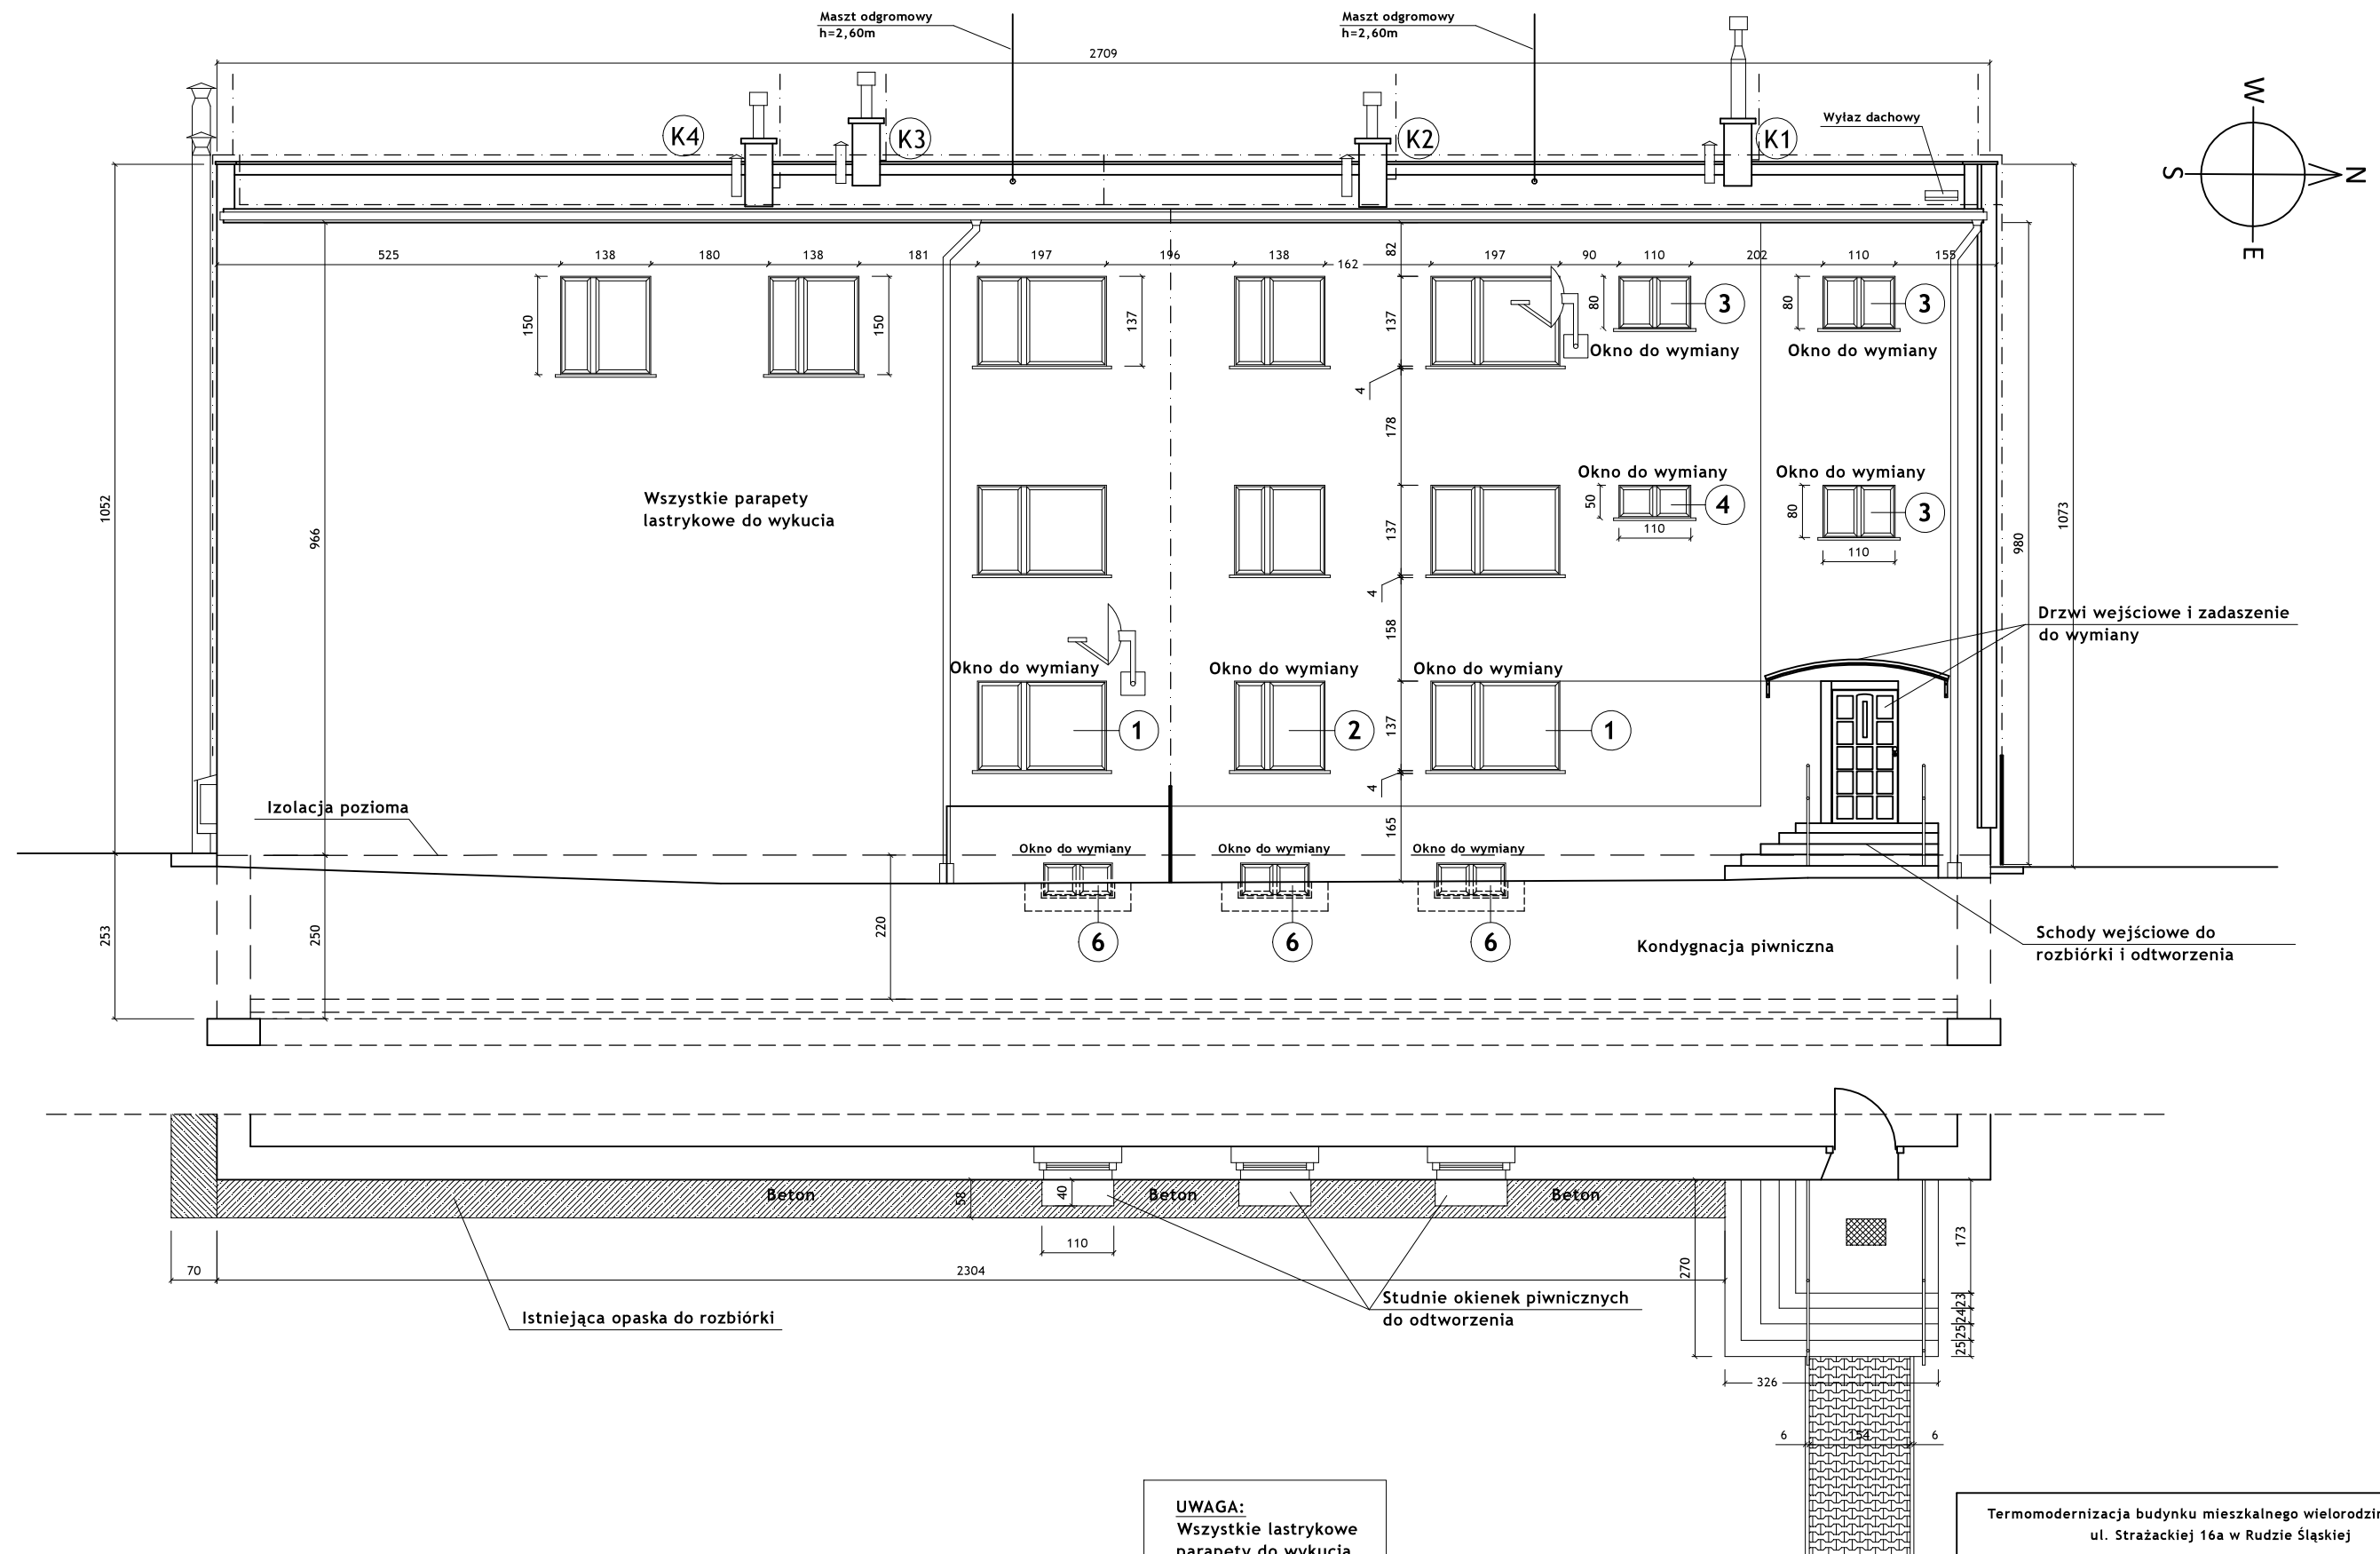 Maszt odgromowy
h=2,60m
Maszt odgromowy
h=2,60m
2709
W
S
N
E
K4
K3
K2
K1
Wyłaz dachowy
525
138
180
138
181
197
196
138
162
82
197
90
110
202
110
155
150
150
137
137
80
3
80
3
Okno do wymiany
Okno do wymiany
4
178
Wszystkie parapety
lastrykowe do wykucia
Okno do wymiany
Okno do wymiany
50
4
110
80
3
110
137
1052
966
980
1073
4
158
Drzwi wejściowe i zadaszenie
do wymiany
Okno do wymiany
Okno do wymiany
Okno do wymiany
1
2
137
1
4
Izolacja pozioma
165
Okno do wymiany
Okno do wymiany
Okno do wymiany
253
250
220
6
6
6
Kondygnacja piwniczna
Schody wejściowe do
rozbiórki i odtworzenia
Beton
58
40
Beton
Beton
110
70
2304
270
173
23
24
25
25
Istniejąca opaska do rozbiórki
Studnie okienek piwnicznych
do odtworzenia
326
6
154
6
UWAGA:
Wszystkie lastrykowe
parapety do wykucia
Termomodernizacja budynku mieszkalnego wielorodzin
ul. Strażackiej 16a w Rudzie Śląskiej